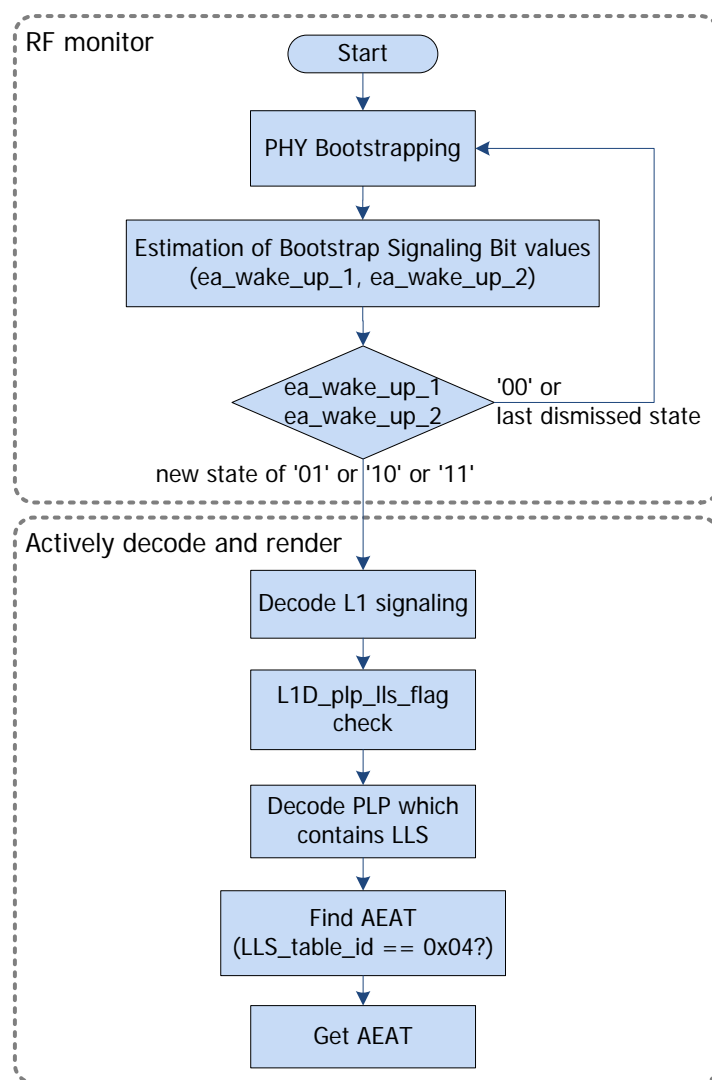 RF monitor
Start
PHY Bootstrapping
Estimation of Bootstrap Signaling Bit values
(ea_wake_up_1, ea_wake_up_2)
ea_wake_up_1
ea_wake_up_2
'00' or
last dismissed state
new state of '01' or '10' or '11'
Actively decode and render
Decode L1 signaling
L1D_plp_lls_flag
check
Decode PLP which
contains LLS
Find AEAT
(LLS_table_id == 0x04?)
Get AEAT